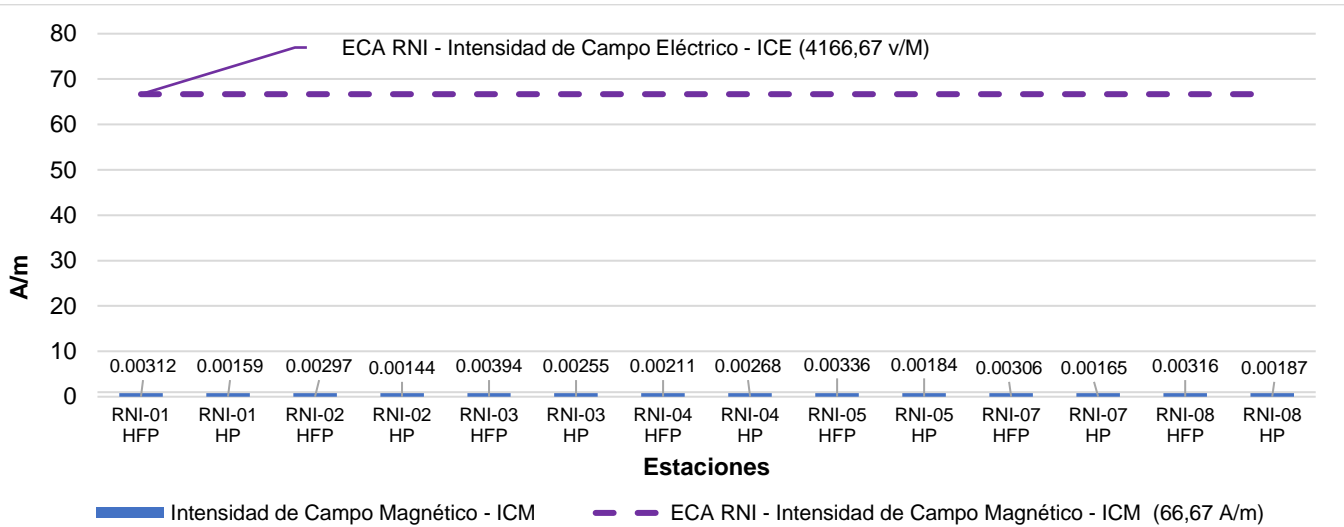 80
ECA RNI - Intensidad de Campo Eléctrico - ICE (4166,67 v/M)
70
60
50
40
30
20
10
0
A/m
0.00312 0.00159 0.00297 0.00144 0.00394 0.00255 0.00211 0.00268 0.00336 0.00184 0.00306 0.00165 0.00316 0.00187
RNI-01 RNI-01 RNI-02 RNI-02 RNI-03 RNI-03 RNI-04 RNI-04 RNI-05 RNI-05 RNI-07 RNI-07 RNI-08 RNI-08
HFP HP HFP HP HFP HP HFP HP HFP HP HFP HP HFP HP
Estaciones
Intensidad de Campo Magnético - ICM ECA RNI - Intensidad de Campo Magnético - ICM (66,67 A/m)